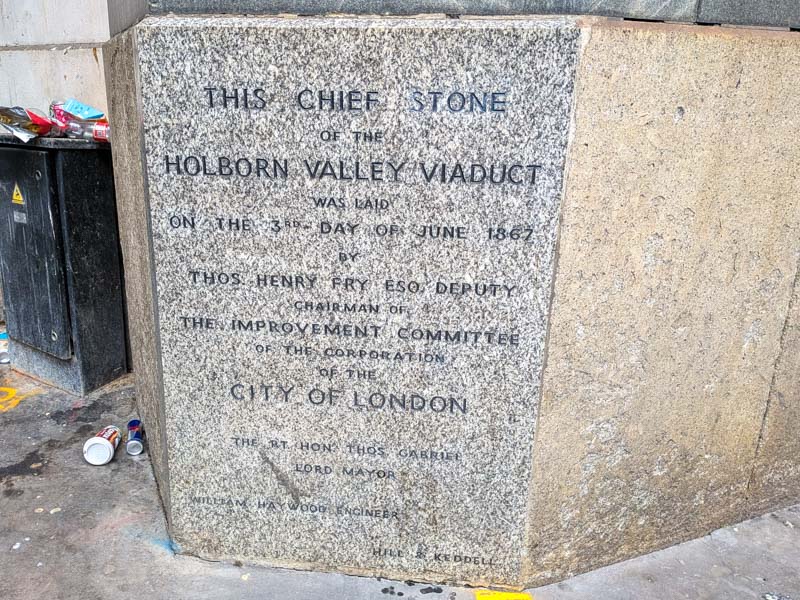 THIS CHIEF STONE
OF THE
HOLBORN VALLEY VIADUCT
WAS LAID
ON THE 3RD DAY OF JUNE 1867
BY
THOS HENRY FRY ESQ. DEPUTY
CHAIRMAN OF
THE IMPROVEMENT COMMITTEE
OF THE CORPORATION
OF THE
CITY OF LONDON
THE RT HON. THOS GABRIEL
LORD MAYOR
WILLIAM HAYWOOD ENGINEER
HILL & KEDDELL